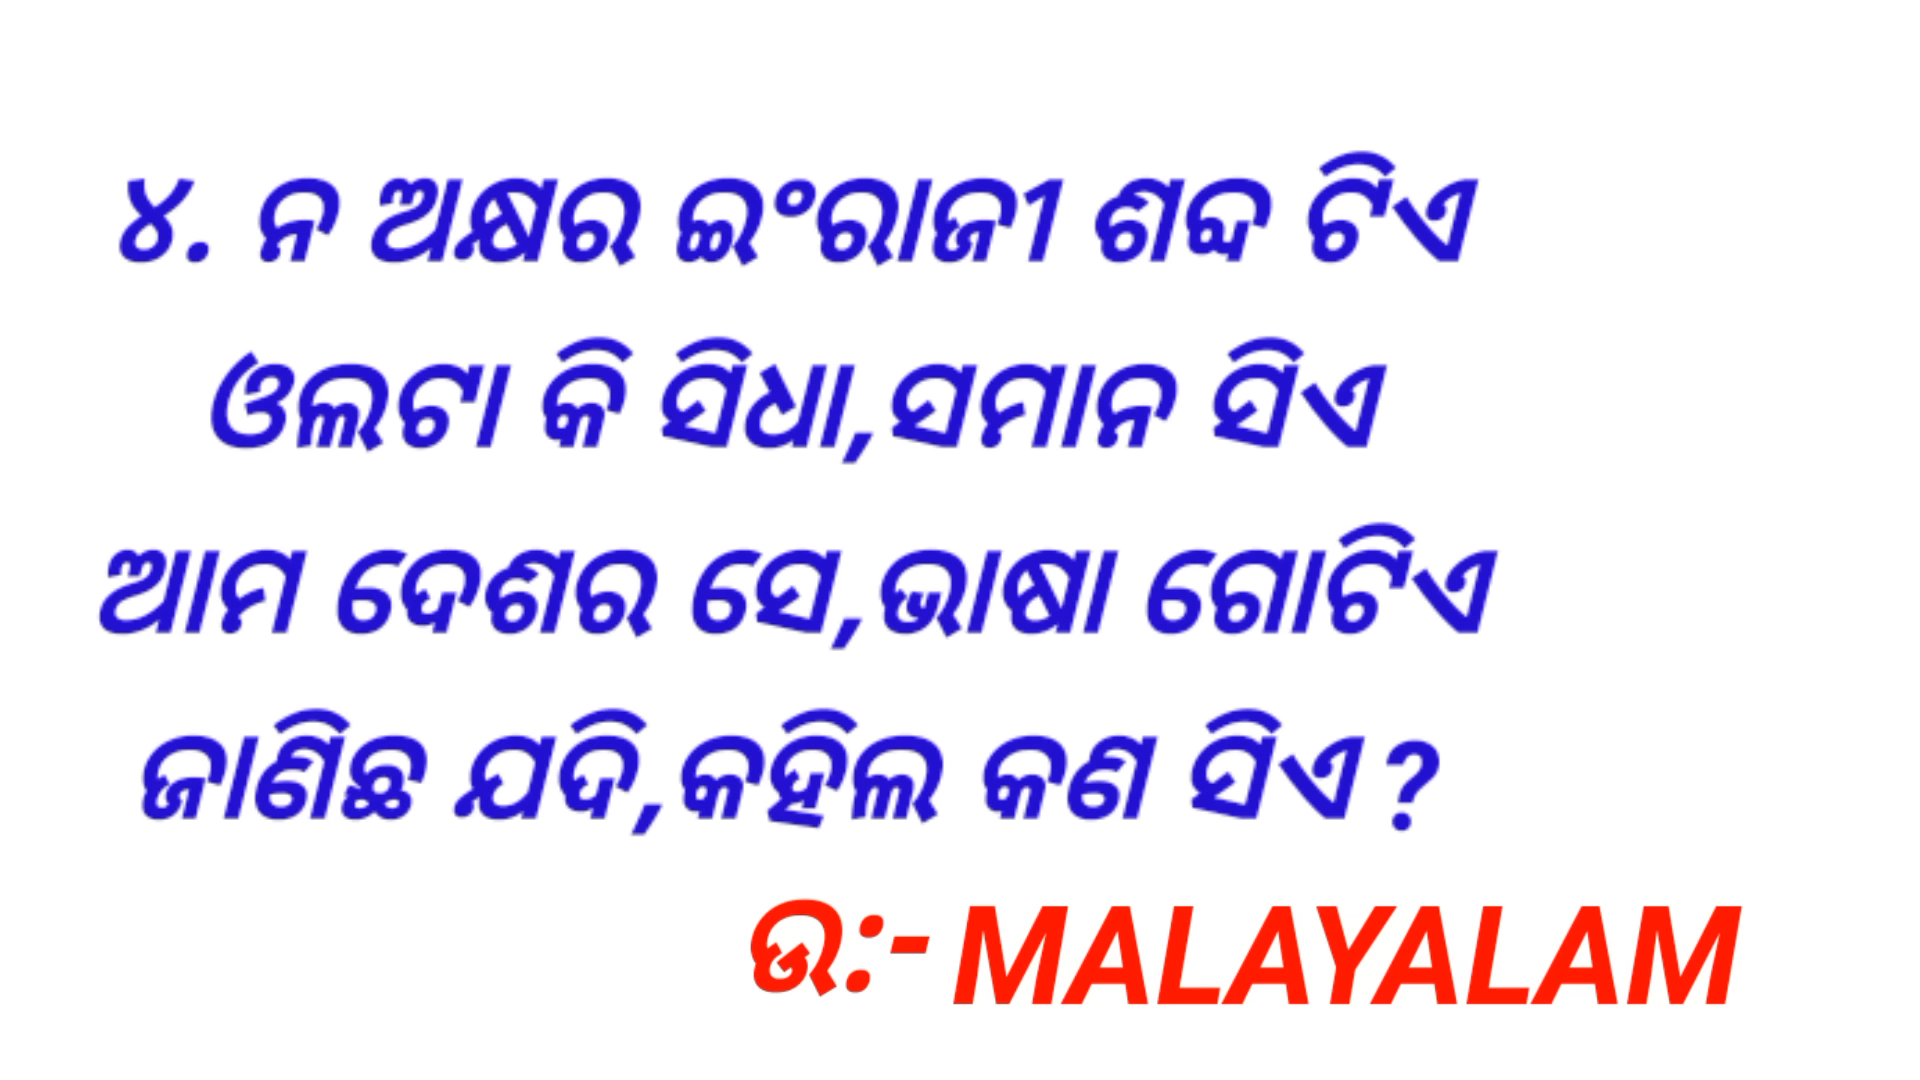 ୪. ନ ଅକ୍ଷର ଇଂରାଜୀ ଶବ୍ଦ ଟିଏ
ଓଲଟା କି ସିଧା,ସମାନ ସିଏ
ଆମ ଦେଶର ସେ,ଭାଷା ଗୋଟିଏ
ଜାଣିଛ ଯଦି,କହିଲ କଣ ସିଏ?
ଉ:- MALAYALAM